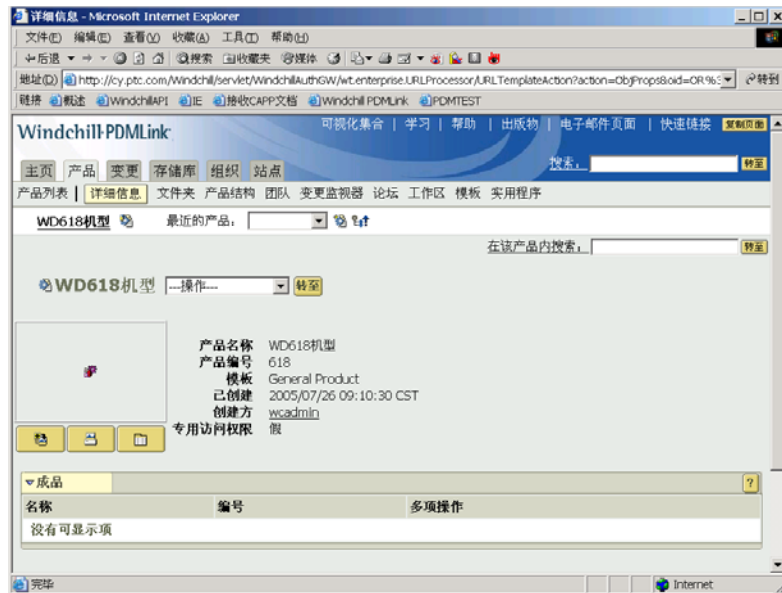 详细信息 - Microsoft Internet Explorer
文件(F) 编辑(E) 查看(V) 收藏(A) 工具(T) 帮助(H)
后退 搜索 收藏夹 媒体
地址(D) http://cy.ptc.com/Windchill/servlet/WindchillAuthGW/wt.enterprise.URLProcessor/URLTemplateAction?action=ObjProps&oid=OR%3 转到
链接 概述 WindchillAPI IE 接收CAPP文档 Windchill PDMLink PDMTEST
Windchill PDMLink 可视化集合 | 学习 | 帮助 | 出版物 | 电子邮件页面 | 快速链接 复制页面
主页 产品 变更 存储库 组织 站点 搜索: 转至
产品列表 | 详细信息 文件夹 产品结构 团队 变更监视器 论坛 工作区 模板 实用程序
WD618机型 最近的产品:
在该产品内搜索: 转至
WD618机型 ---操作--- 转至
产品名称 WD618机型
产品编号 618
模板 General Product
已创建 2005/07/26 09:10:30 CST
创建方 wcadmin
专用访问权限 假
成品 ?
名称 编号 多项操作
没有可显示项
完毕 Internet